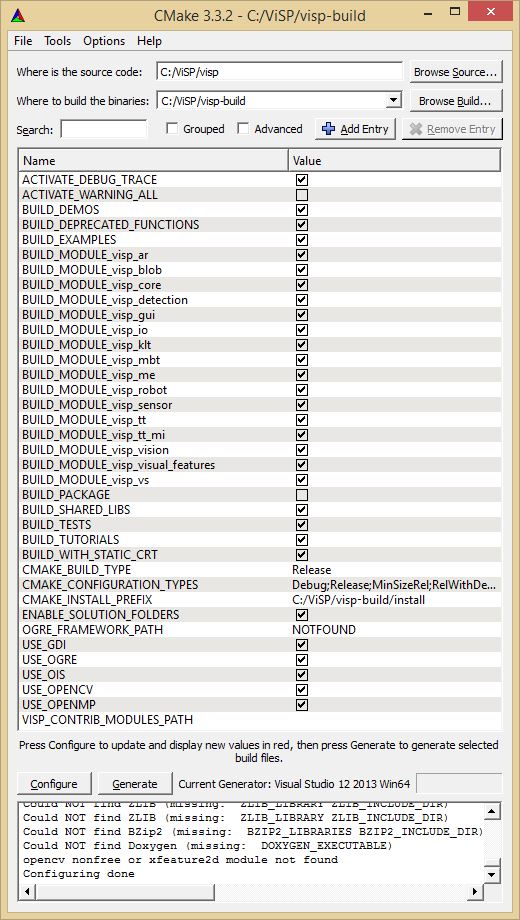 CMake 3.3.2 - C:/ViSP/visp-build
File Tools Options Help
Where is the source code: C:/ViSP/visp Browse Source...
Where to build the binaries: C:/ViSP/visp-build Browse Build...
Search: Grouped Advanced Add Entry Remove Entry
Name Value
ACTIVATE_DEBUG_TRACE
ACTIVATE_WARNING_ALL
BUILD_DEMOS
BUILD_DEPRECATED_FUNCTIONS
BUILD_EXAMPLES
BUILD_MODULE_visp_ar
BUILD_MODULE_visp_blob
BUILD_MODULE_visp_core
BUILD_MODULE_visp_detection
BUILD_MODULE_visp_gui
BUILD_MODULE_visp_io
BUILD_MODULE_visp_klt
BUILD_MODULE_visp_mbt
BUILD_MODULE_visp_me
BUILD_MODULE_visp_robot
BUILD_MODULE_visp_sensor
BUILD_MODULE_visp_tt
BUILD_MODULE_visp_tt_mi
BUILD_MODULE_visp_vision
BUILD_MODULE_visp_visual_features
BUILD_MODULE_visp_vs
BUILD_PACKAGE
BUILD_SHARED_LIBS
BUILD_TESTS
BUILD_TUTORIALS
BUILD_WITH_STATIC_CRT
CMAKE_BUILD_TYPE Release
CMAKE_CONFIGURATION_TYPES Debug;Release;MinSizeRel;RelWithDe...
CMAKE_INSTALL_PREFIX C:/ViSP/visp-build/install
ENABLE_SOLUTION_FOLDERS
OGRE_FRAMEWORK_PATH NOTFOUND
USE_GDI
USE_OGRE
USE_OIS
USE_OPENCV
USE_OPENMP
VISP_CONTRIB_MODULES_PATH
Press Configure to update and display new values in red, then press Generate to generate selected
build files.
Configure Generate Current Generator: Visual Studio 12 2013 Win64
Could NOT find ZLIB (missing: ZLIB_LIBRARY ZLIB_INCLUDE_DIR)
Could NOT find ZLIB (missing: ZLIB_LIBRARY ZLIB_INCLUDE_DIR)
Could NOT find BZip2 (missing: BZIP2_LIBRARIES BZIP2_INCLUDE_DIR)
Could NOT find Doxygen (missing: DOXYGEN_EXECUTABLE)
opencv nonfree or xfeature2d module not found
Configuring done